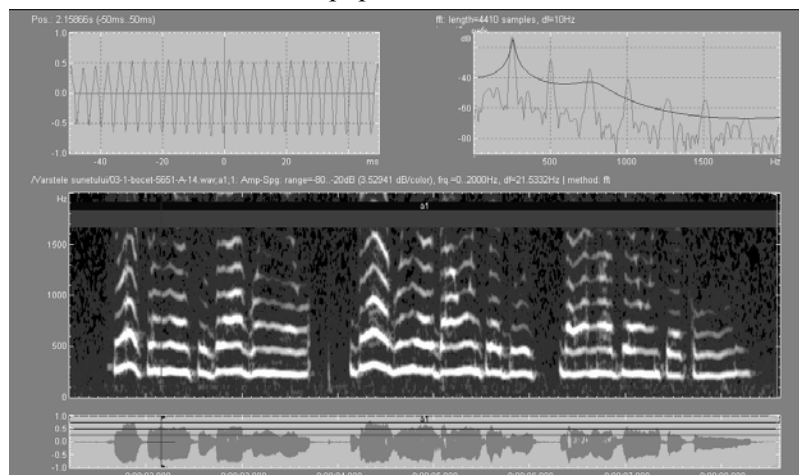 Pos.: 2.15866s (-50ms..50ms)
fft: length=4410 samples, df=10Hz
1.0
0.5
0.0
-0.5
-1.0
-40
-20
0
20
ms
dB
-40
-60
-80
500
1000
1500
Hz
/Varstele sunetului/03-1-bocet-5651-A-14.wav;a1;1: Amp-Spg: range=-80..-20dB (3.52941 dB/color), frq.=0..2000Hz, df=21.5332Hz | method: fft
Hz
a1
1500
1000
500
0
1.0
0.5
0.0
-0.5
-1.0
a1